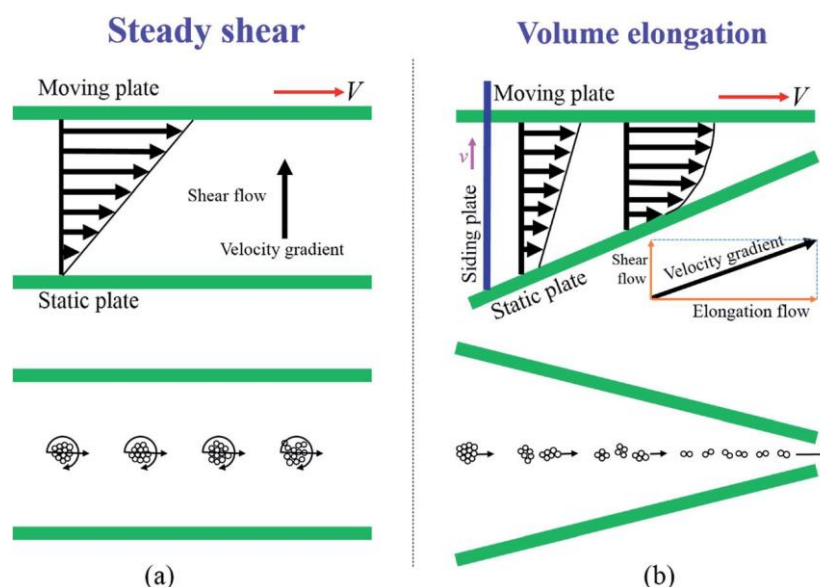 Steady shear
Moving plate
V
Shear flow
Velocity gradient
Static plate
(a)
Volume elongation
Moving plate
V
v
Siding plate
Static plate
Shear
flow
Velocity gradient
Elongation flow
(b)